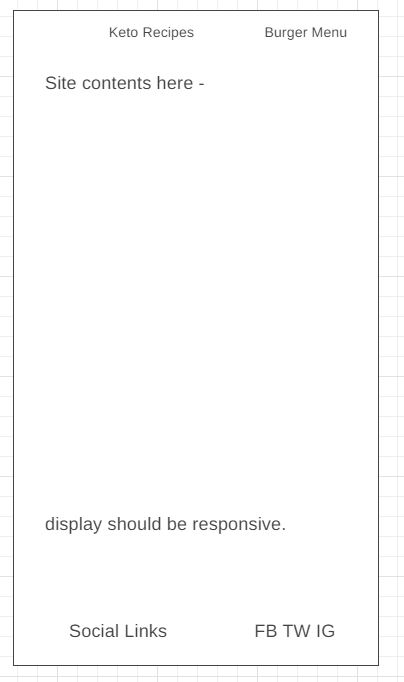 Keto Recipes Burger Menu
Site contents here -
display should be responsive.
Social Links FB TW IG